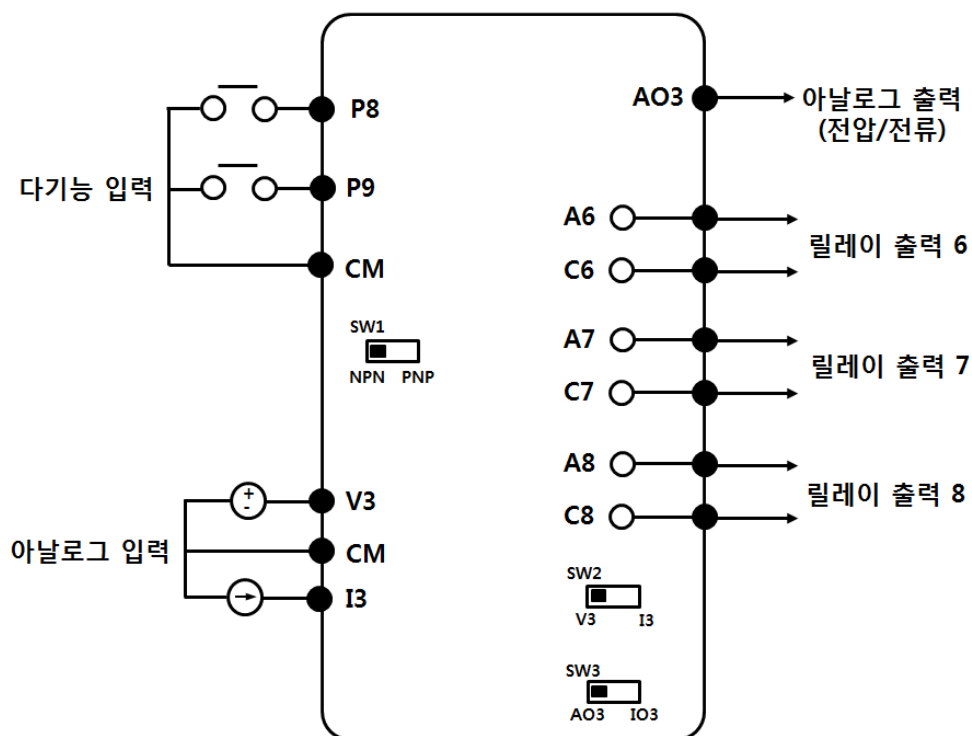 다기능 입력
P8
P9
CM
SW1
NPN PNP
아날로그 입력
+
-
V3
CM
I3
AO3
아날로그 출력
(전압/전류)
A6
C6
릴레이 출력 6
A7
C7
릴레이 출력 7
A8
C8
릴레이 출력 8
SW2
V3 I3
SW3
AO3 IO3